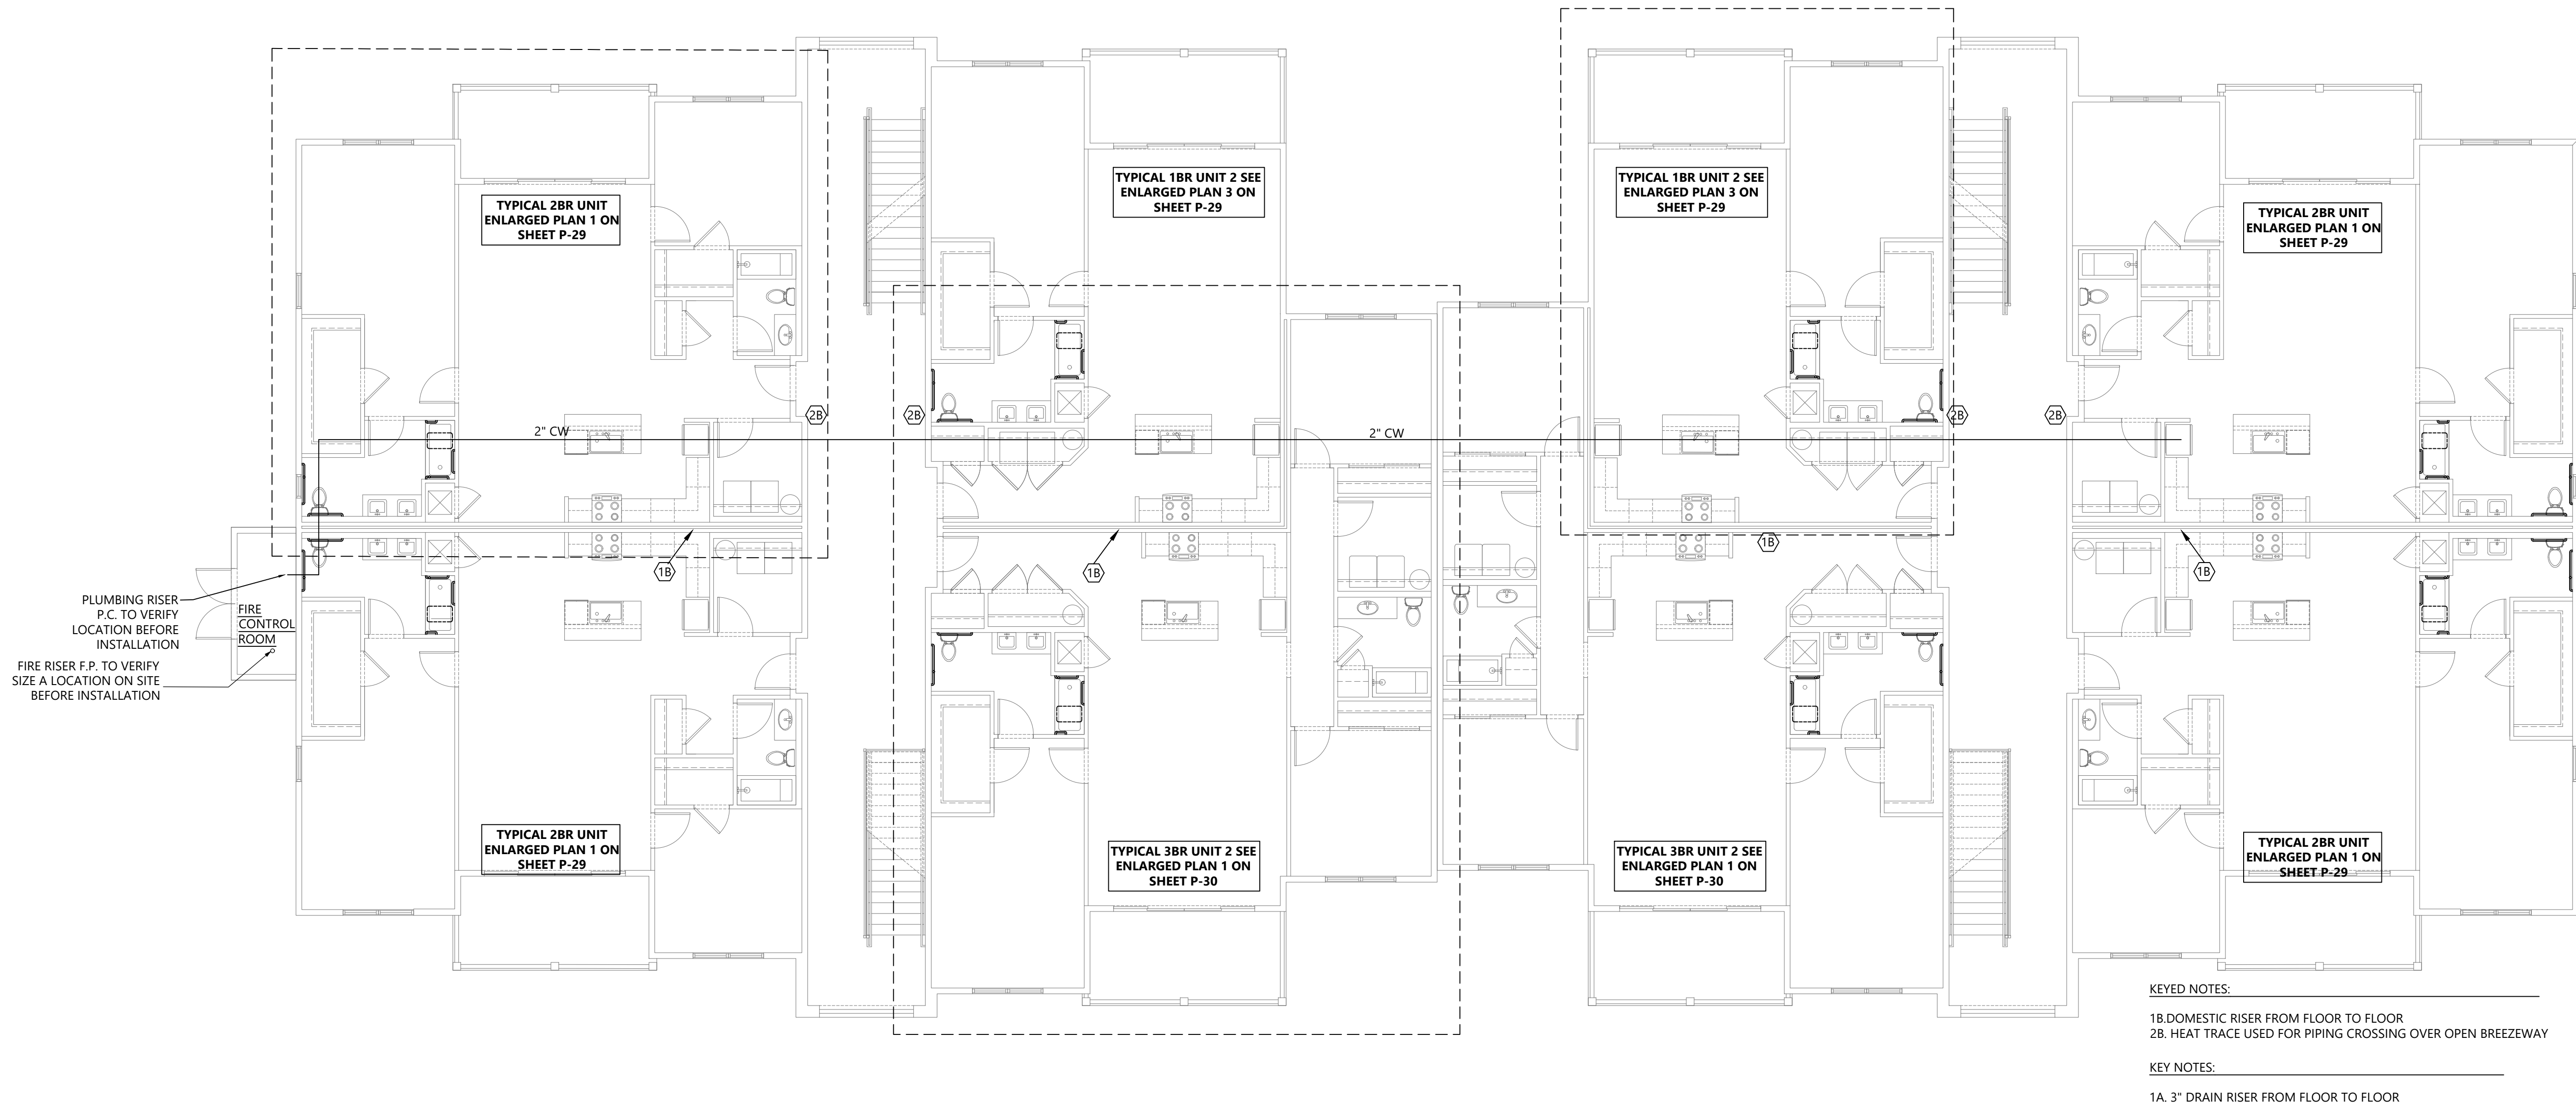 TYPICAL 2BR UNIT
ENLARGED PLAN 1 ON
SHEET P-29
TYPICAL 1BR UNIT 2 SEE
ENLARGED PLAN 3 ON
SHEET P-29
TYPICAL 1BR UNIT 2 SEE
ENLARGED PLAN 3 ON
SHEET P-29
TYPICAL 2BR UNIT
ENLARGED PLAN 1 ON
SHEET P-29
2B
2B
2B
2B
2" CW
2" CW
1B
1B
1B
1B
PLUMBING RISER
P.C. TO VERIFY
LOCATION BEFORE
INSTALLATION
FIRE
CONTROL
ROOM
FIRE RISER F.P. TO VERIFY
SIZE A LOCATION ON SITE
BEFORE INSTALLATION
TYPICAL 2BR UNIT
ENLARGED PLAN 1 ON
SHEET P-29
TYPICAL 3BR UNIT 2 SEE
ENLARGED PLAN 1 ON
SHEET P-30
TYPICAL 3BR UNIT 2 SEE
ENLARGED PLAN 1 ON
SHEET P-30
TYPICAL 2BR UNIT
ENLARGED PLAN 1 ON
SHEET P-29
KEYED NOTES:
1B.DOMESTIC RISER FROM FLOOR TO FLOOR
2B. HEAT TRACE USED FOR PIPING CROSSING OVER OPEN BREEZEWAY
KEY NOTES:
1A. 3" DRAIN RISER FROM FLOOR TO FLOOR